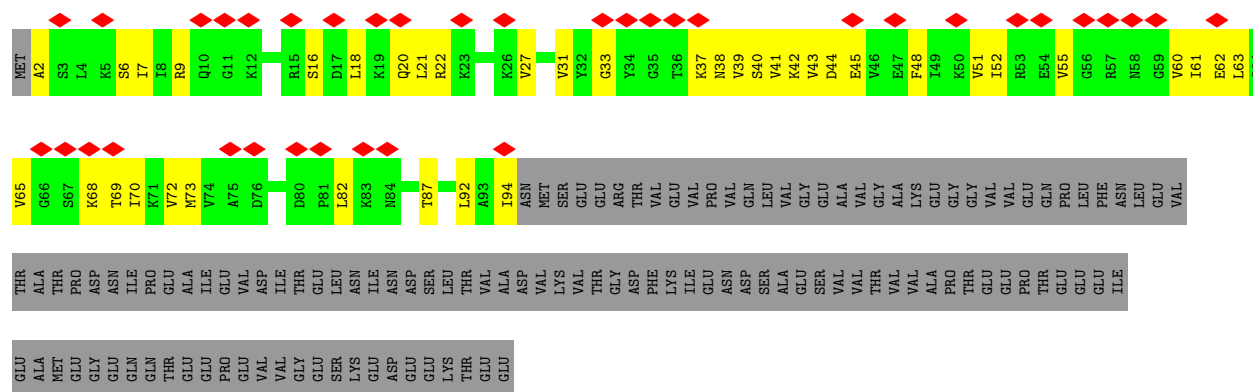 MET A2 S3 L4 K5 S6 I7 I8 R9 Q10 G11 K12 R15 S16 D17 L18 K19 Q20 L21 R22 K23 K26 V27 V31 Y32 G33 Y34 G35 T36 K37 N38 V39 S40 V41 K42 V43 D44 E45 V46 E47 F48 I49 K50 V51 I52 R53 E54 V55 G56 R57 N58 G59 V60 I61 E62 L63
V65 G66 S67 K68 T69 I70 K71 V72 M73 V74 A75 D76 D80 P81 L82 K83 N84 T87 L92 A93 I94 ASN MET SER GLU GLU ARG THR VAL GLU VAL PRO VAL GLN LEU VAL GLY GLU ALA VAL GLY ALA LYS GLU GLY GLY VAL VAL GLU GLN PRO LEU PHE ASN LEU GLU VAL
THR ALA THR PRO ASP ASN ILE PRO GLU ALA ILE GLU VAL ASP ILE THR GLU LEU ASN ILE ASN ASP SER LEU THR VAL ALA ASP VAL LYS VAL THR GLY ASP PHE LYS ILE GLU ASN ASP SER ALA GLU SER VAL VAL THR VAL VAL ALA PRO THR GLU GLU PRO THR GLU GLU GLU ILE
GLU ALA MET GLU GLY GLU GLN GLN THR GLU GLU PRO GLU VAL VAL GLY GLU SER LYS GLU ASP GLU GLU LYS THR GLU GLU